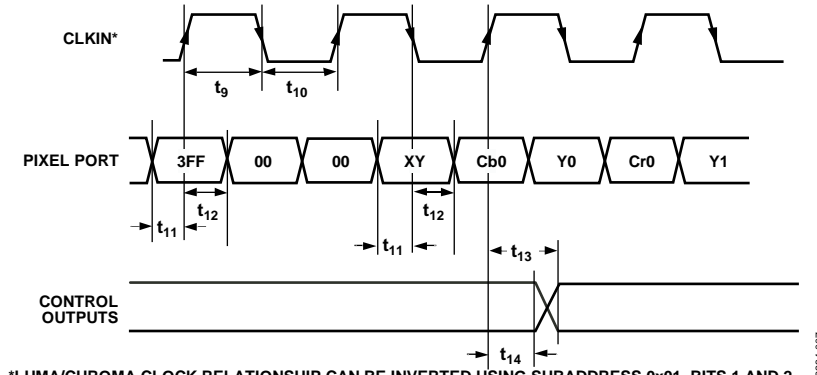 CLKIN*
t9 t10
PIXEL PORT 3FF 00 00 XY Cb0 Y0 Cr0 Y1
t12 t12
t11 t11 t13
CONTROL
OUTPUTS
t14
*LUMA/CHROMA CLOCK RELATIONSHIP CAN BE INVERTED USING SUBADDRESS 0x01, BITS 1 AND 2